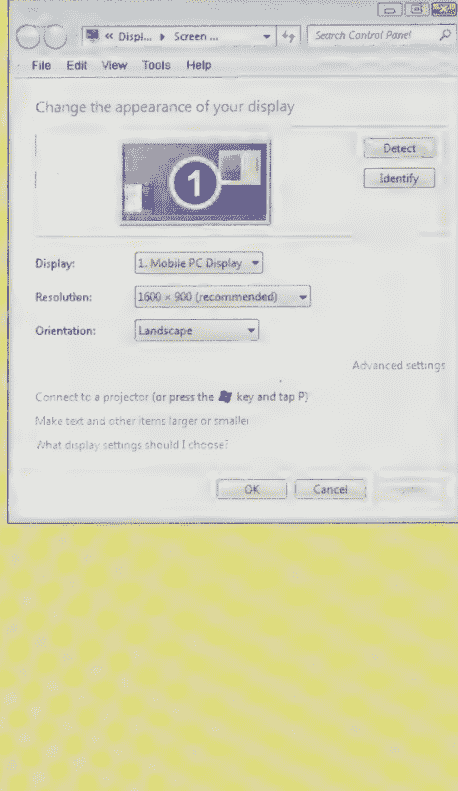 « Displ... ▸ Screen ...
Search Control Panel
File Edit View Tools Help
Change the appearance of your display
1
Detect
Identify
Display: 1. Mobile PC Display
Resolution: 1600 × 900 (recommended)
Orientation: Landscape
Advanced settings
Connect to a projector (or press the key and tap P)
Make text and other items larger or smaller
What display settings should I choose?
OK Cancel